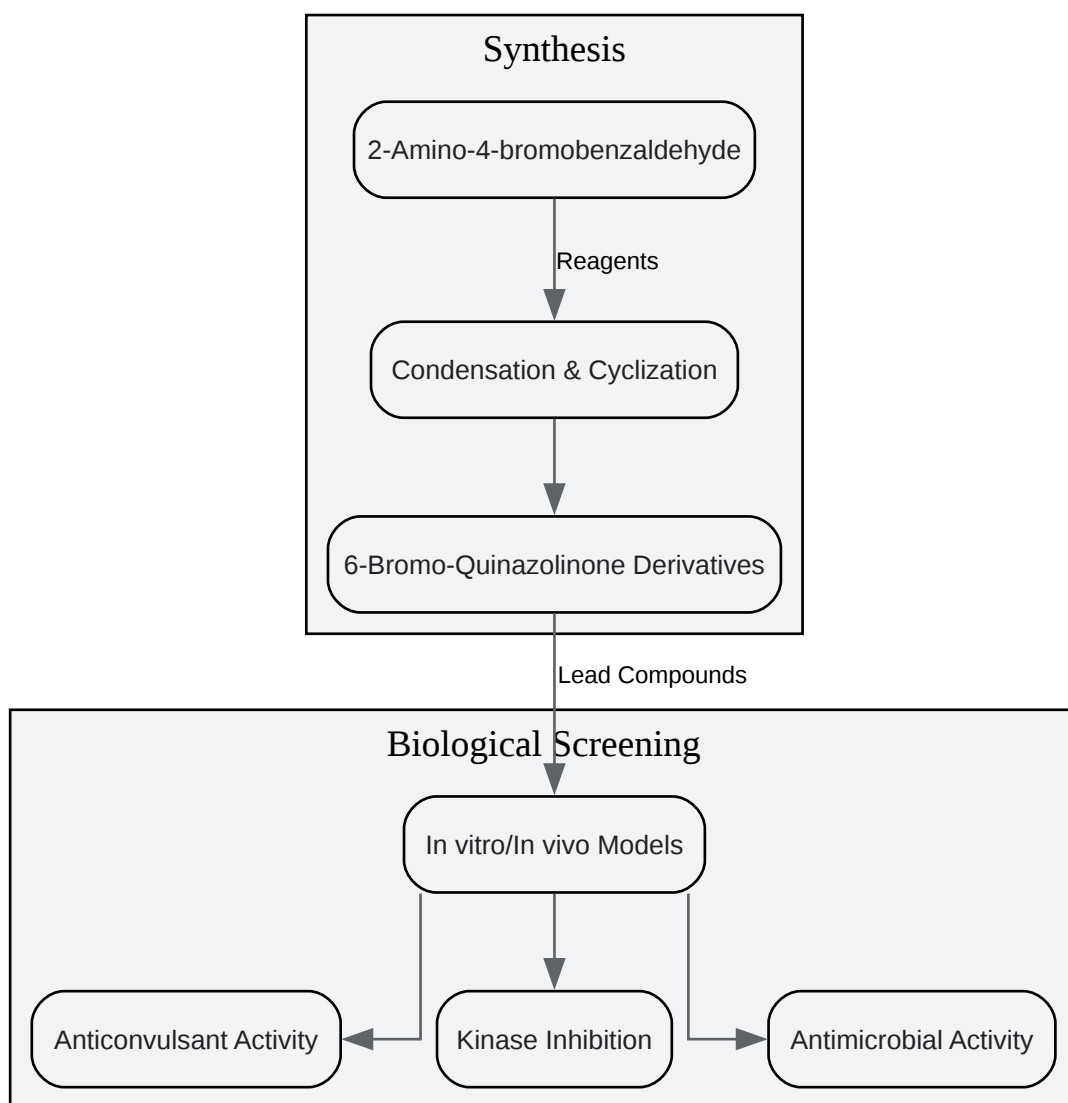 Synthesis
2-Amino-4-bromobenzaldehyde
Reagents
Condensation & Cyclization
6-Bromo-Quinazolinone Derivatives
Lead Compounds
Biological Screening
In vitro/In vivo Models
Anticonvulsant Activity
Kinase Inhibition
Antimicrobial Activity